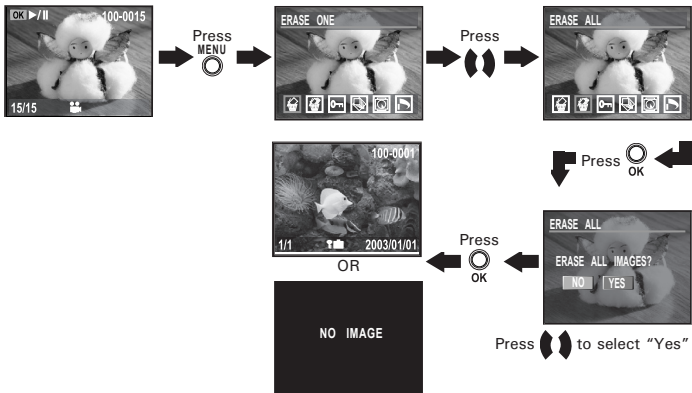 OK ▶/II 100-0015
15/15
Press
MENU
ERASE ONE
Press
ERASE ALL
Press
OK
ERASE ALL
ERASE ALL IMAGES?
NO YES
Press to select “Yes”
Press
OK
100-0001
1/1 2003/01/01
OR
NO IMAGE